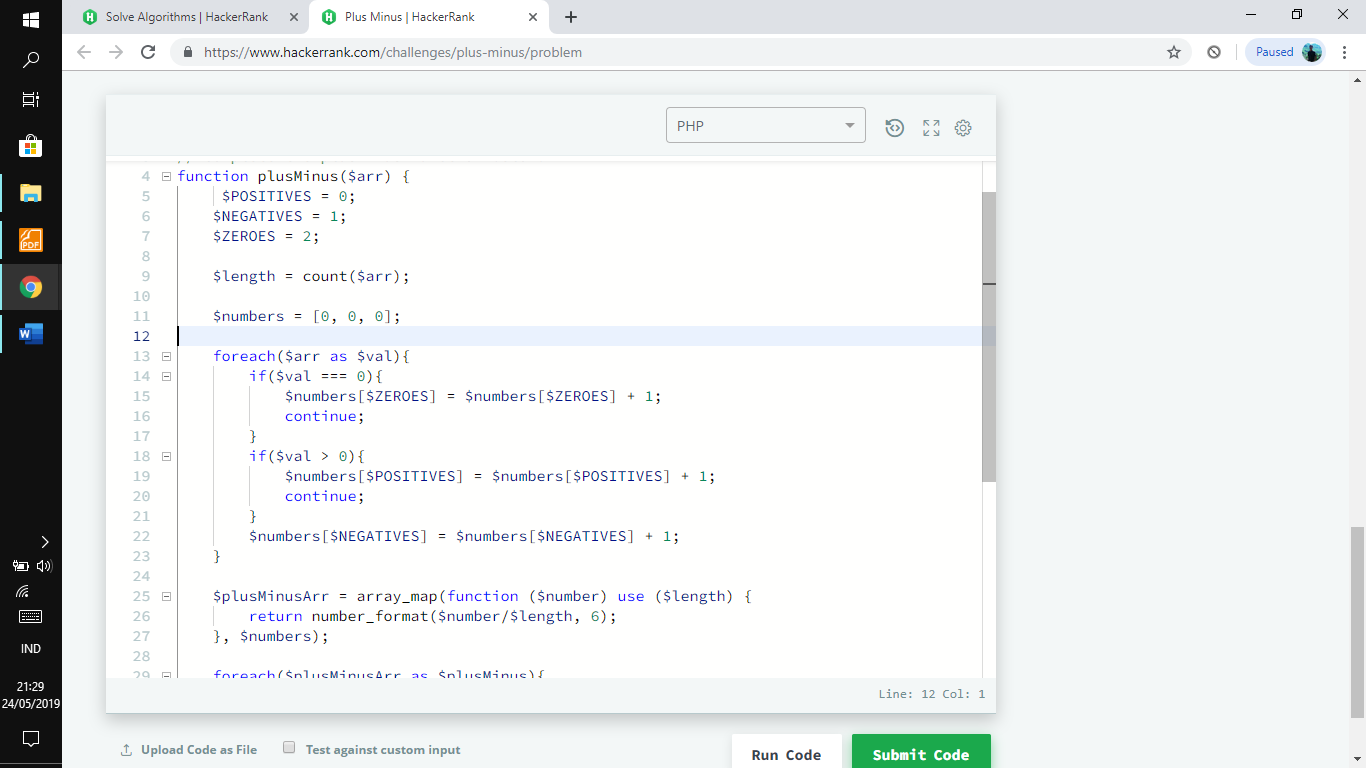 Solve Algorithms | HackerRank
Plus Minus | HackerRank
https://www.hackerrank.com/challenges/plus-minus/problem
Paused
PHP
4 function plusMinus($arr) {
5 $POSITIVES = 0;
6 $NEGATIVES = 1;
7 $ZEROES = 2;
8
9 $length = count($arr);
10
11 $numbers = [0, 0, 0];
12
13 foreach($arr as $val){
14 if($val === 0){
15 $numbers[$ZEROES] = $numbers[$ZEROES] + 1;
16 continue;
17 }
18 if($val > 0){
19 $numbers[$POSITIVES] = $numbers[$POSITIVES] + 1;
20 continue;
21 }
22 $numbers[$NEGATIVES] = $numbers[$NEGATIVES] + 1;
23 }
24
25 $plusMinusArr = array_map(function ($number) use ($length) {
26 return number_format($number/$length, 6);
27 }, $numbers);
28
29 foreach($plusMinusArr as $plusMinus){
Line: 12 Col: 1
Upload Code as File
Test against custom input
Run Code
Submit Code
PDF
W
IND
21:29
24/05/2019